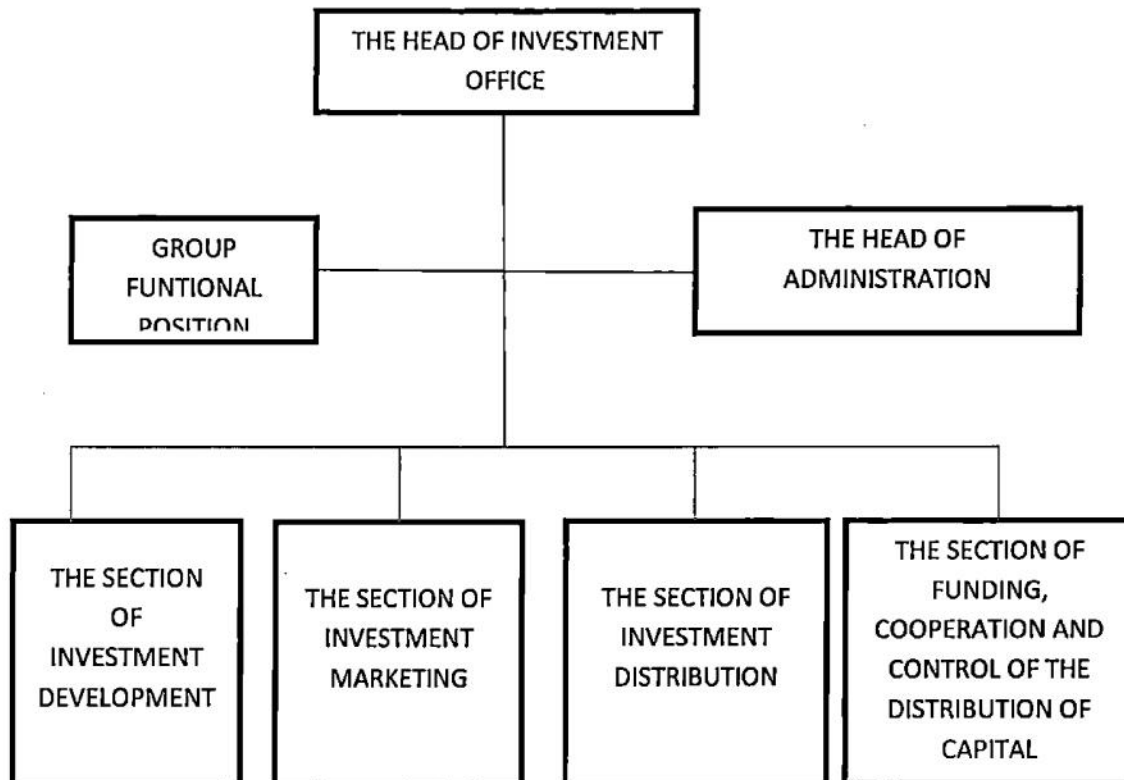 THE HEAD OF INVESTMENT
OFFICE
GROUP
FUNTIONAL
POSITION
THE HEAD OF
ADMINISTRATION
THE SECTION
OF
INVESTMENT
DEVELOPMENT
THE SECTION OF
INVESTMENT
MARKETING
THE SECTION OF
INVESTMENT
DISTRIBUTION
THE SECTION OF
FUNDING,
COOPERATION AND
CONTROL OF THE
DISTRIBUTION OF
CAPITAL